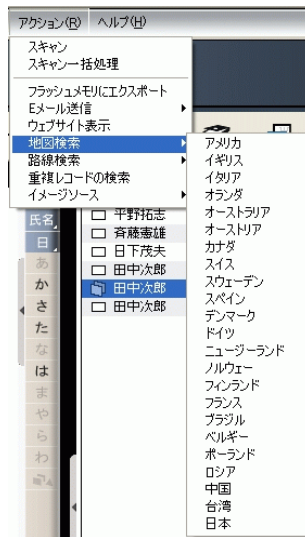 アクション(R) ヘルプ(H)
スキャン
スキャン一括処理
フラッシュメモリにエクスポート
Eメール送信
ウェブサイト表示
地図検索
路線検索
重複レコードの検索
イメージソース
アメリカ
イギリス
イタリア
オランダ
オーストラリア
オーストリア
カナダ
スイス
スウェーデン
スペイン
デンマーク
ドイツ
ニュージーランド
ノルウェー
フィンランド
フランス
ブラジル
ベルギー
ポーランド
ロシア
中国
台湾
日本
氏名
日
あ
か
さ
た
な
は
ま
や
ら
わ
平野拓志
斉藤憲雄
日下茂夫
田中次郎
田中次郎
田中次郎